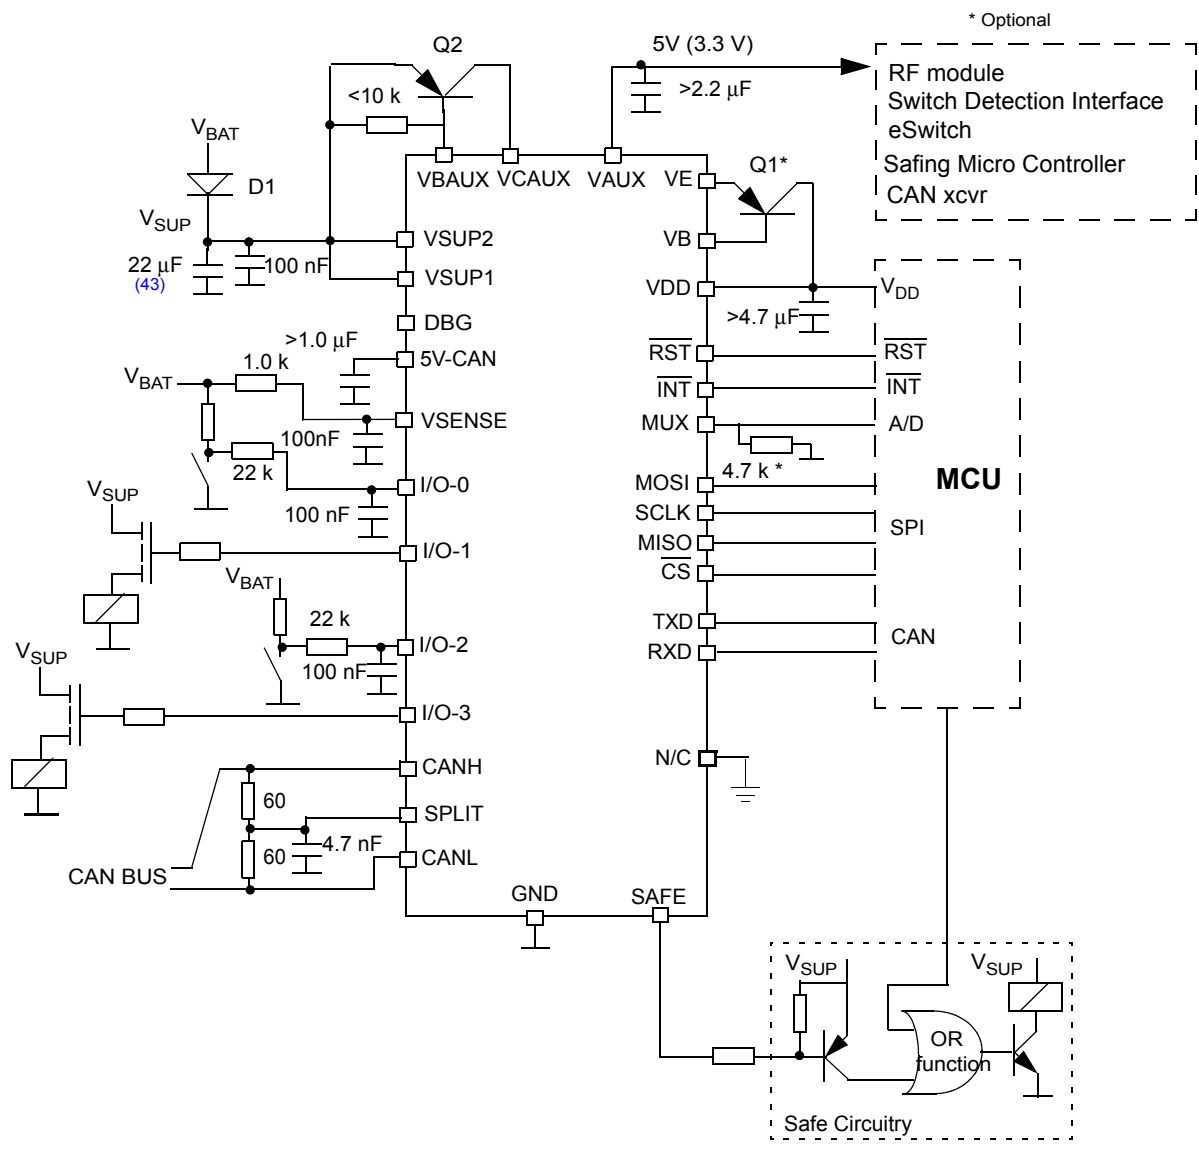 * Optional
Q2
5V (3.3 V)
RF module
Switch Detection Interface
eSwitch
Safing Micro Controller
CAN xcvr
>2.2 μF
<10 k
VBAT
D1
VSUP
22 μF
(43)
100 nF
VBAUX
VCAUX
VAUX
VE
Q1*
VB
VSUP2
VSUP1
VDD
VDD
>4.7 μF
DBG
>1.0 μF
5V-CAN
RST
RST
INT
INT
VBAT
1.0 k
VSENSE
100nF
MUX
A/D
4.7 k *
MCU
22 k
I/O-0
100 nF
MOSI
SCLK
MISO
CS
SPI
VSUP
I/O-1
VBAT
22 k
I/O-2
100 nF
TXD
RXD
CAN
VSUP
I/O-3
N/C
CANH
60
SPLIT
60
4.7 nF
CANL
CAN BUS
GND
SAFE
VSUP
VSUP
OR
function
Safe Circuitry